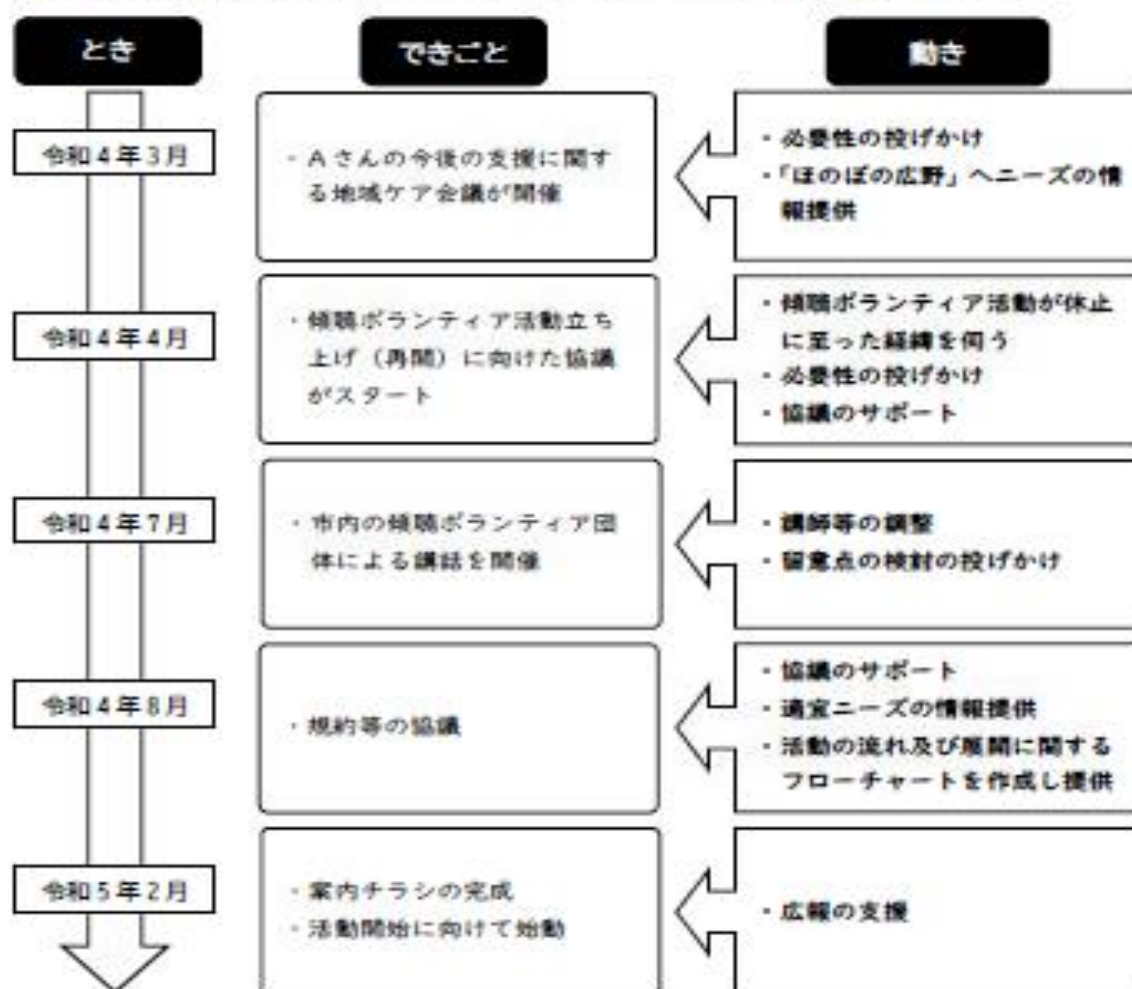 とき
できごと
動き
令和4年3月
・Aさんの今後の支援に関す
る地域ケア会議が開催
・必要性の投げかけ
・「ほのぼの広野」へニーズの情
報提供
令和4年4月
・傾聴ボランティア活動立ち
上げ（再開）に向けた協議
がスタート
・傾聴ボランティア活動が休止
に至った経緯を伺う
・必要性の投げかけ
・協議のサポート
令和4年7月
・市内の傾聴ボランティア団
体による講話を開催
・講師等の調整
・留意点の検討の投げかけ
令和4年8月
・規約等の協議
・協議のサポート
・適宜ニーズの情報提供
・活動の流れ及び展開に関する
フローチャートを作成し提供
令和5年2月
・案内チラシの完成
・活動開始に向けて始動
・広報の支援